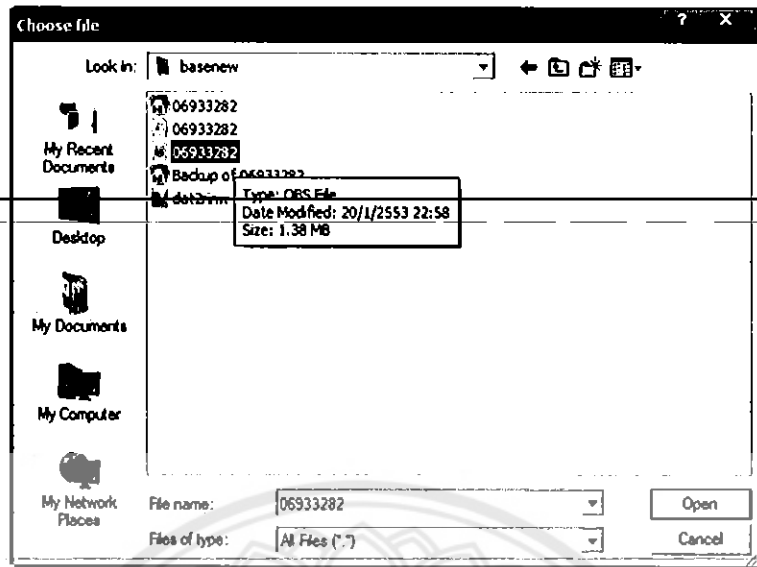 Choose file
? X
Look in: basenew
06933282
06933282
06933282
Backup of 06933282
Type: OBS File
Date Modified: 20/1/2553 22:58
Size: 1.38 MB
My Recent
Documents
Desktop
My Documents
My Computer
My Network
Places
File name: 06933282 Open
Files of type: All Files (*.*) Cancel